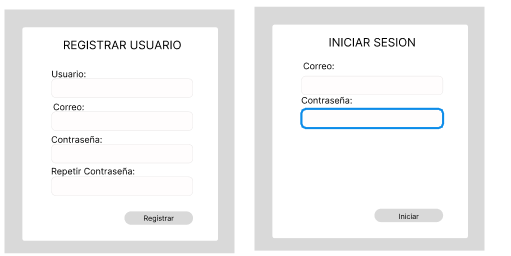 REGISTRAR USUARIO
Usuario:
Correo:
Contraseña:
Repetir Contraseña:
Registrar
INICIAR SESION
Correo:
Contraseña:
Iniciar